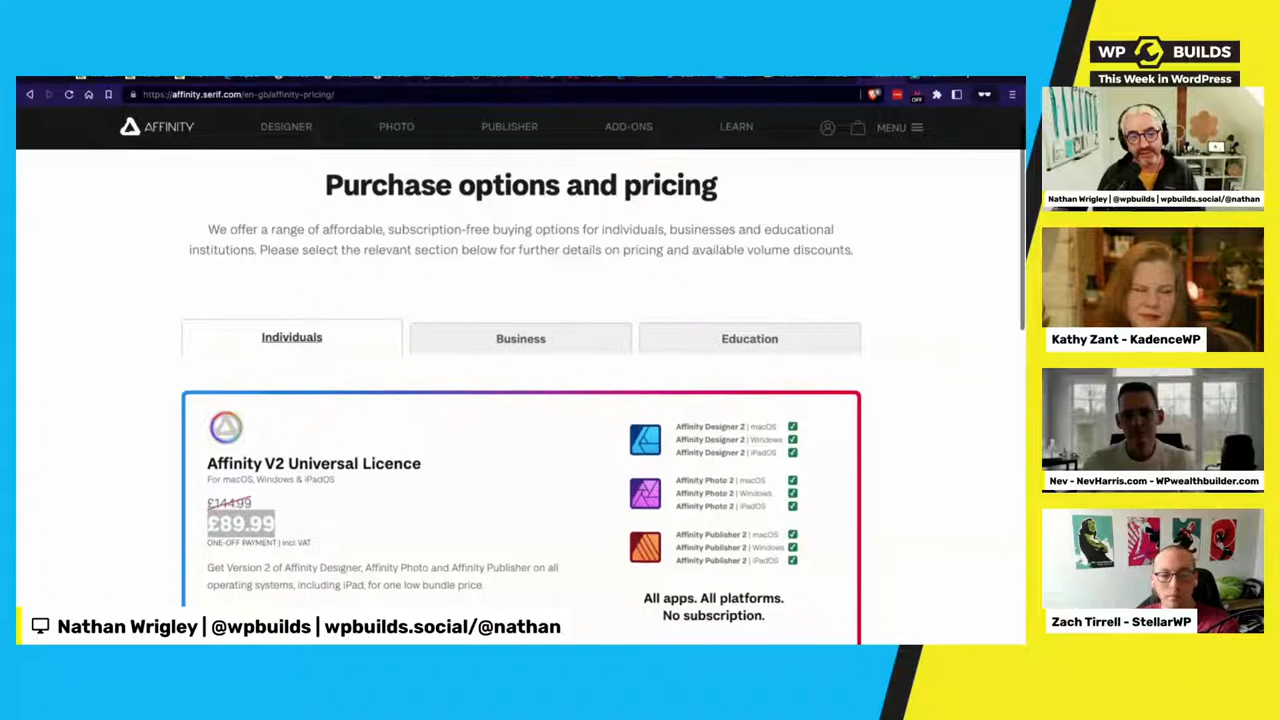 WP BUILDS
This Week in WordPress
https://affinity.serif.com/en-gb/affinity-pricing/
OFF
AFFINITY DESIGNER PHOTO PUBLISHER ADD-ONS LEARN MENU
Purchase options and pricing
We offer a range of affordable, subscription-free buying options for individuals, businesses and educational
institutions. Please select the relevant section below for further details on pricing and available volume discounts.
Individuals Business Education
Affinity V2 Universal Licence
For macOS, Windows & iPadOS
£144.99
£89.99
ONE-OFF PAYMENT | incl. VAT
Get Version 2 of Affinity Designer, Affinity Photo and Affinity Publisher on all
operating systems, including iPad, for one low bundle price.
Affinity Designer 2 | macOS
Affinity Designer 2 | Windows
Affinity Designer 2 | iPadOS
Affinity Photo 2 | macOS
Affinity Photo 2 | Windows
Affinity Photo 2 | iPadOS
Affinity Publisher 2 | macOS
Affinity Publisher 2 | Windows
Affinity Publisher 2 | iPadOS
All apps. All platforms.
No subscription.
Nathan Wrigley | @wpbuilds | wpbuilds.social/@nathan
Nathan Wrigley | @wpbuilds | wpbuilds.social/@nathan
Kathy Zant - KadenceWP
Nev - NevHarris.com - WPwealthbuilder.com
Zach Tirrell - StellarWP